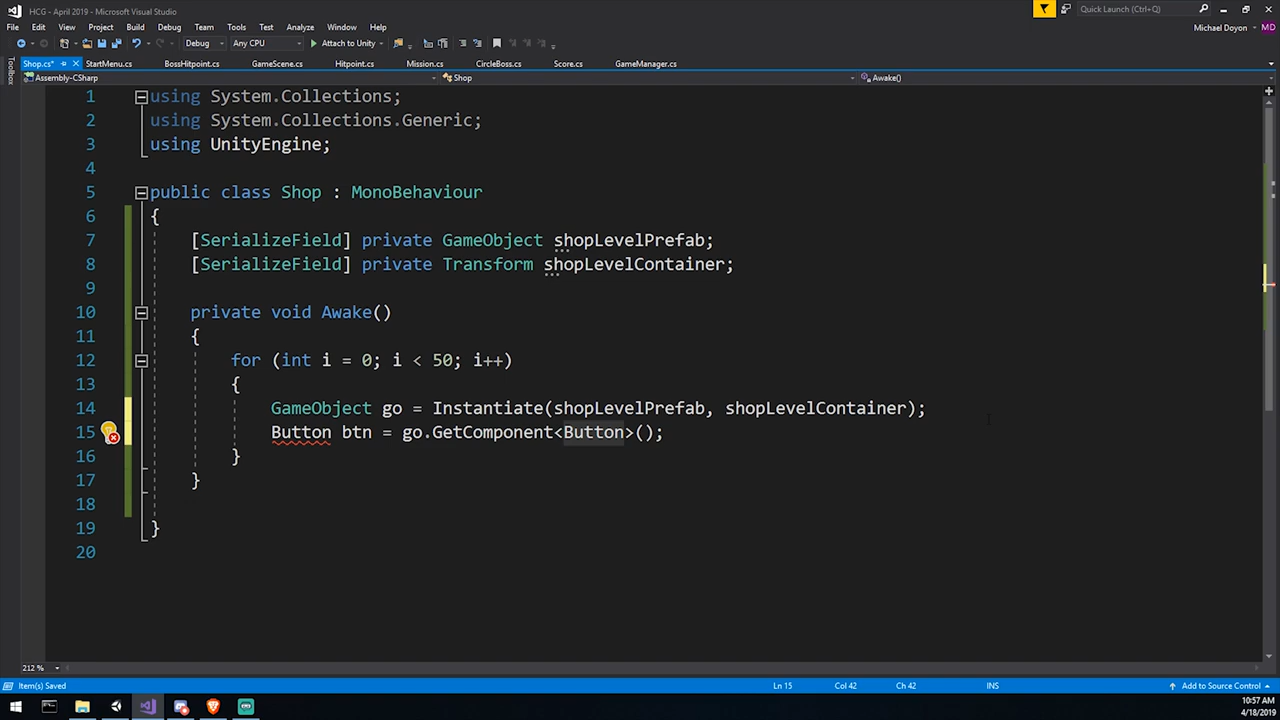 HCG - April 2019 - Microsoft Visual Studio
Quick Launch (Ctrl+Q)
File Edit View Project Build Debug Team Tools Test Analyze Window Help
Michael Doyon MD
Debug Any CPU Attach to Unity
Toolbox
Shop.cs* StartMenu.cs BossHitpoint.cs GameScene.cs Hitpoint.cs Mission.cs CircleBoss.cs Score.cs GameManager.cs
Assembly-CSharp Shop Awake()
1 using System.Collections;
2 using System.Collections.Generic;
3 using UnityEngine;
4
5 public class Shop : MonoBehaviour
6 {
7 [SerializeField] private GameObject shopLevelPrefab;
8 [SerializeField] private Transform shopLevelContainer;
9
10 private void Awake()
11 {
12 for (int i = 0; i < 50; i++)
13 {
14 GameObject go = Instantiate(shopLevelPrefab, shopLevelContainer);
15 Button btn = go.GetComponent<Button>();
16 }
17 }
18
19 }
20
212 %
Item(s) Saved Ln 15 Col 42 Ch 42 INS Add to Source Control
10:57 AM
4/18/2019